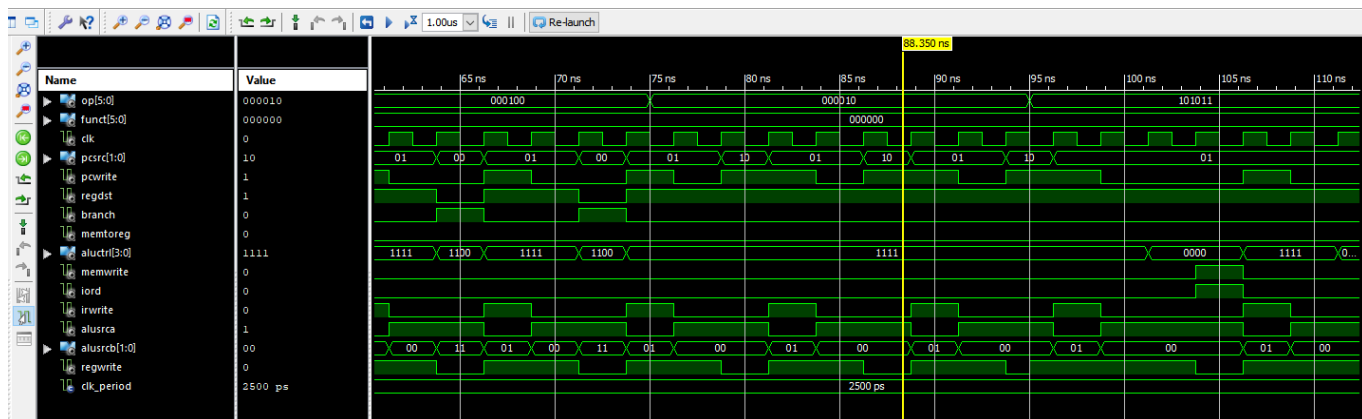 1.00us Re-launch
88.350 ns
Name Value
65 ns 70 ns 75 ns 80 ns 85 ns 90 ns 95 ns 100 ns 105 ns 110 ns
op[5:0] 000010 000100 000010 101011
funct[5:0] 000000 000000
clk 0
pcsrc[1:0] 10 01 00 01 00 01 10 01 10 01 10 01
pcwrite 1
regdst 1
branch 0
memtoreg 0
aluctrl[3:0] 1111 1111 1100 1111 1100 1111 0000 1111 0...
memwrite 0
iord 0
irwrite 0
alusrca 1
alusrcb[1:0] 00 00 11 01 00 11 01 00 01 00 01 00 01 00 01 00
regwrite 0
clk_period 2500 ps 2500 ps